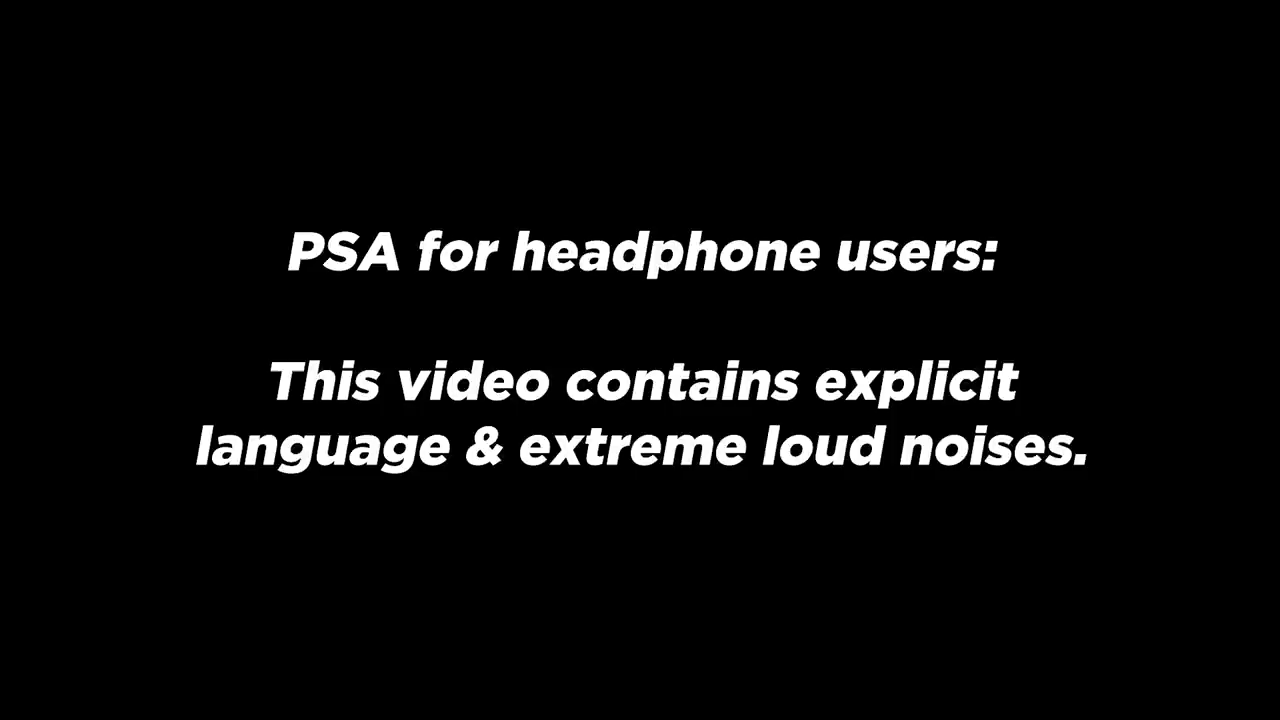 PSA for headphone users:
This video contains explicit
language & extreme loud noises.